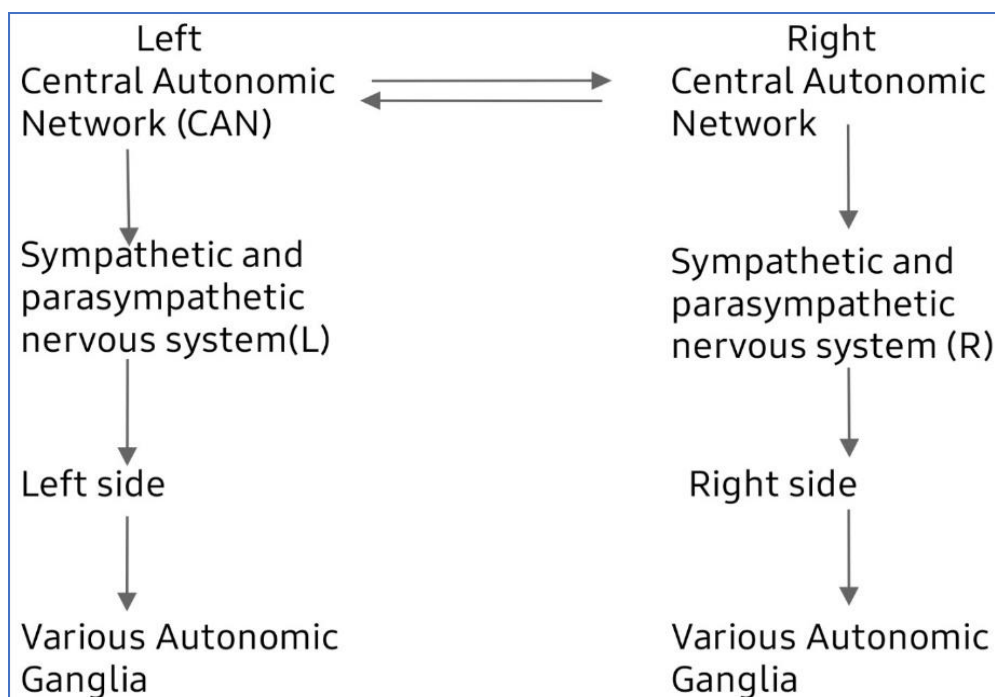 Left
Central Autonomic
Network (CAN)
Right
Central Autonomic
Network
Sympathetic and
parasympathetic
nervous system(L)
Sympathetic and
parasympathetic
nervous system (R)
Left side
Right side
Various Autonomic
Ganglia
Various Autonomic
Ganglia